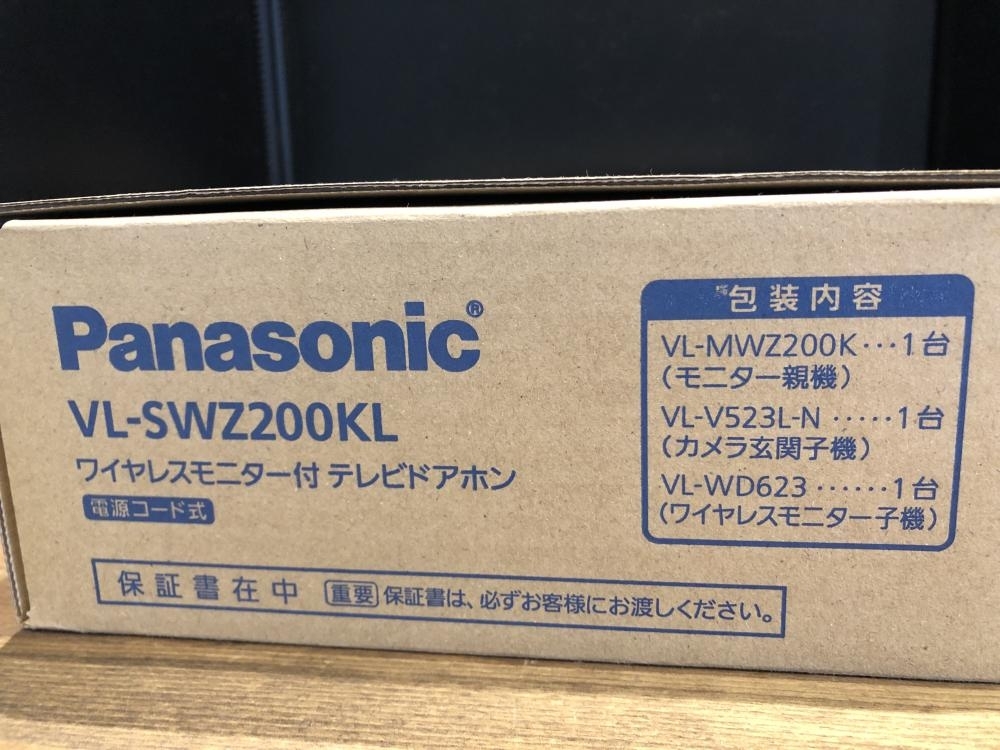 Panasonic®
VL-SWZ200KL
ワイヤレスモニター付 テレビドアホン
電源コード式
保証書在中 重要 保証書は、必ずお客様にお渡しください。
包装内容
VL-MWZ200K…1台
(モニター親機)
VL-V523L-N ·····1台
(カメラ玄関子機)
VL-WD623 ······1台
(ワイヤレスモニター子機)